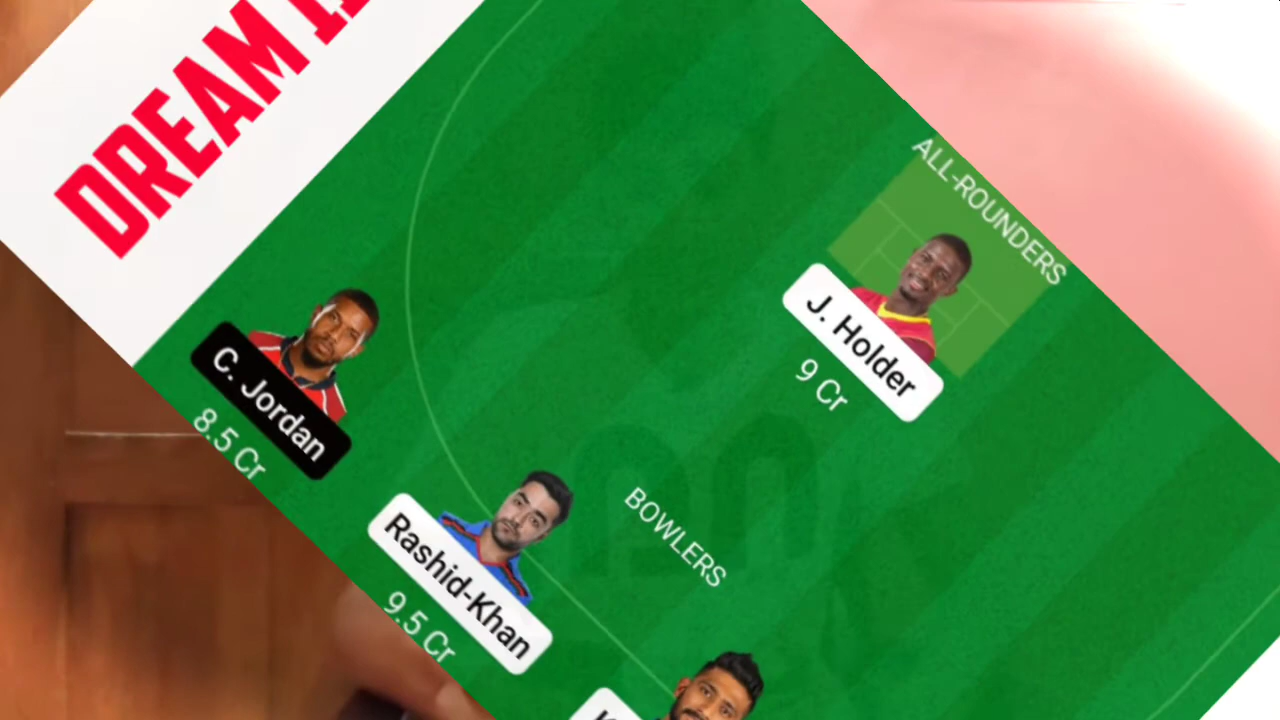 DREAM
ALL-ROUNDERS
J. Holder
9 Cr
BOWLERS
C. Jordan
8.5 Cr
Rashid-Khan
9.5 Cr